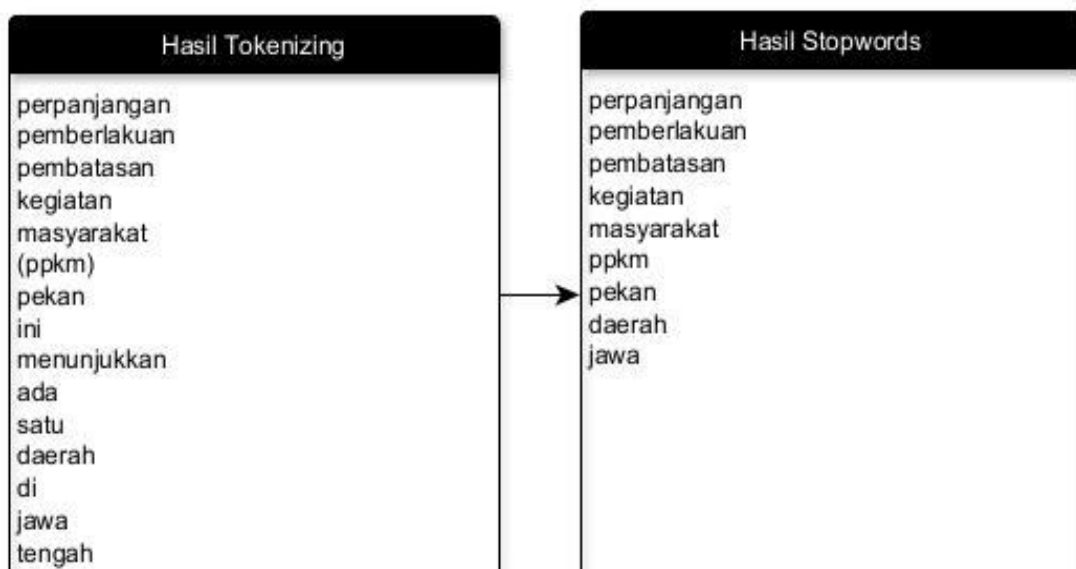 Hasil Tokenizing
perpanjangan
pemberlakuan
pembatasan
kegiatan
masyarakat
(ppkm)
pekan
ini
menunjukkan
ada
satu
daerah
di
jawa
tengah
Hasil Stopwords
perpanjangan
pemberlakuan
pembatasan
kegiatan
masyarakat
ppkm
pekan
daerah
jawa